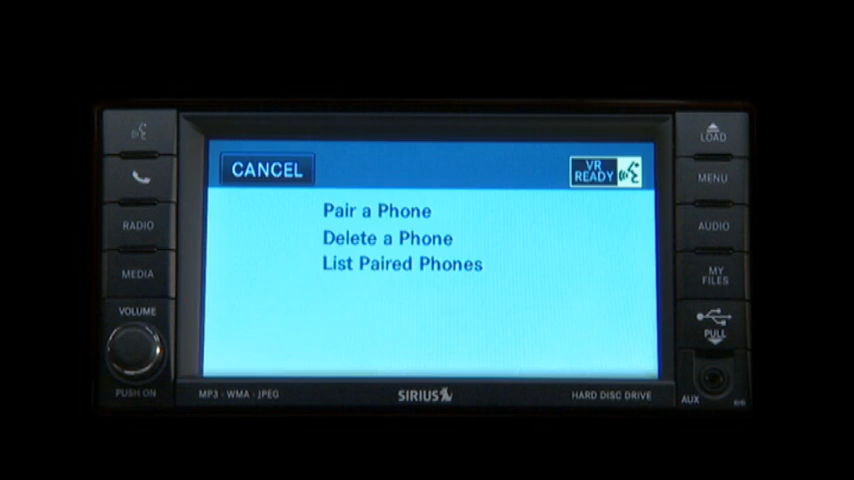 CANCEL
VR
READY
Pair a Phone
Delete a Phone
List Paired Phones
RADIO
MEDIA
VOLUME
PUSH ON
LOAD
MENU
AUDIO
MY
FILES
PULL
AUX
MP3 · WMA · JPEG
SIRIUS
HARD DISC DRIVE